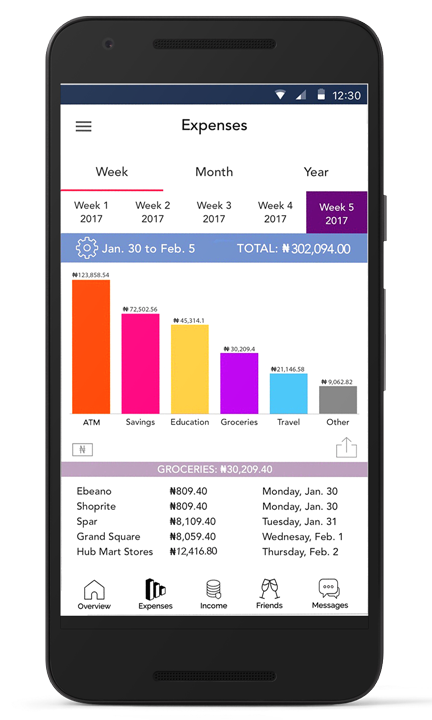 12:30
Expenses
Week Month Year
Week 1 Week 2 Week 3 Week 4 Week 5
2017 2017 2017 2017 2017
Jan. 30 to Feb. 5 TOTAL: ₦302,094.00
₦123,858.54
₦ 72,502.56
₦ 45,314.1
₦ 30,209.4
₦21,146.58
₦ 9,062.82
ATM Savings Education Groceries Travel Other
₦
GROCERIES: ₦30,209.40
Ebeano ₦809.40 Monday, Jan. 30
Shoprite ₦809.40 Monday, Jan. 30
Spar ₦8,109.40 Tuesday, Jan. 31
Grand Square ₦8,059.40 Wednesay, Feb. 1
Hub Mart Stores ₦12,416.80 Thursday, Feb. 2
Overview Expenses Income Friends Messages